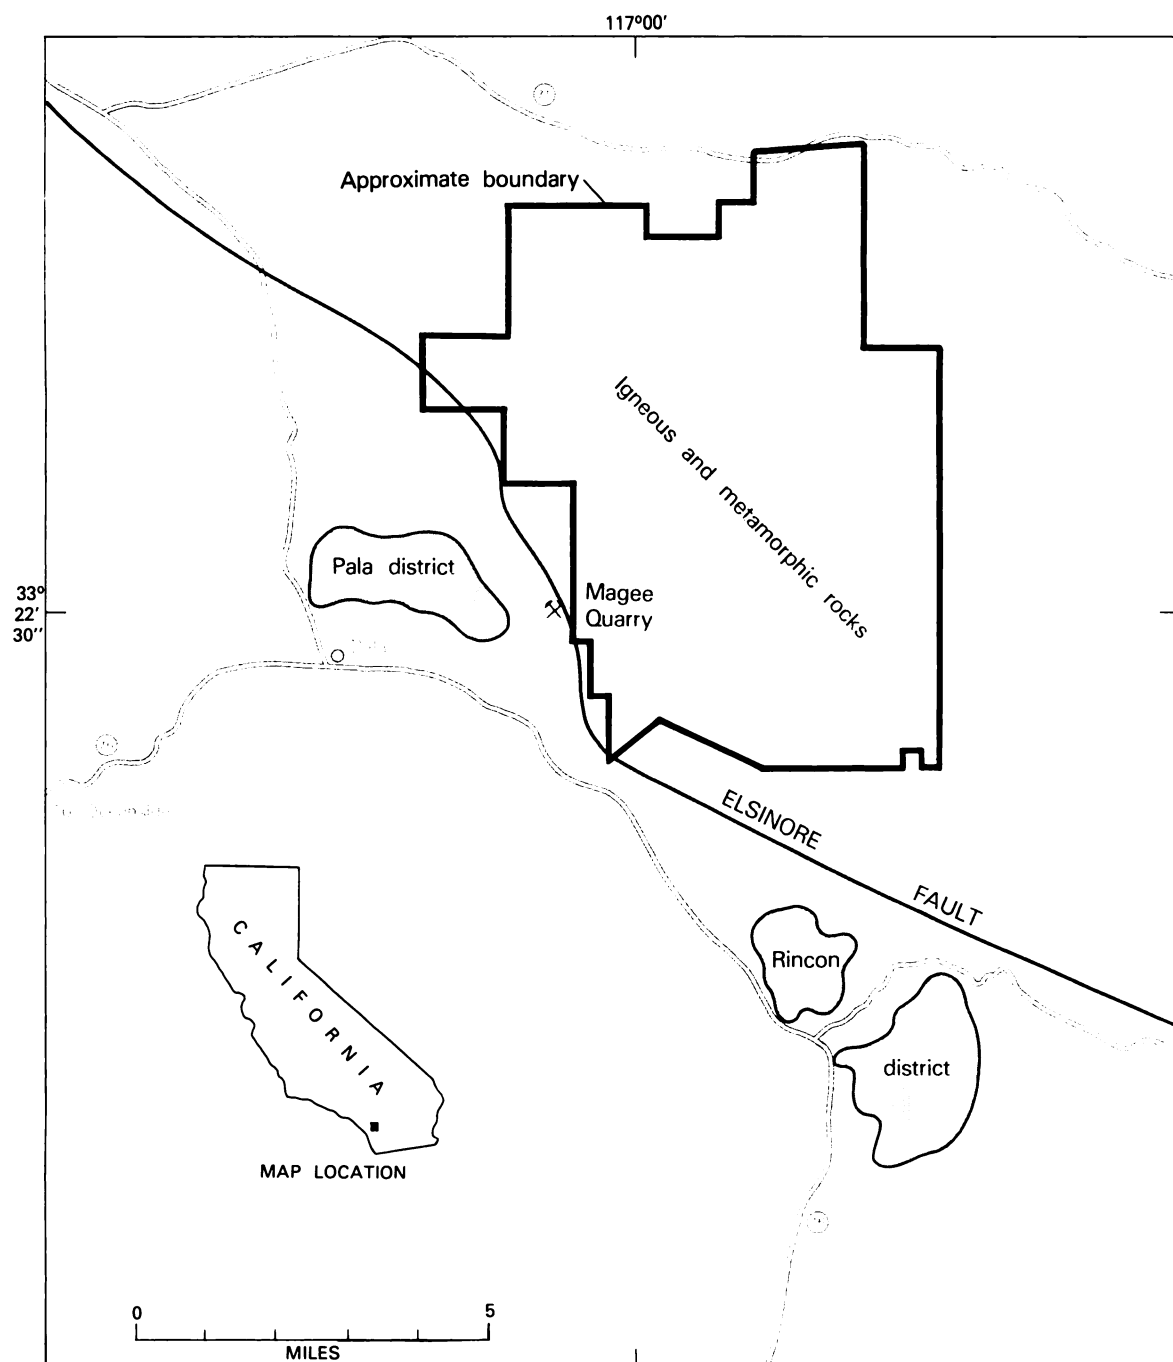 117°00'
Approximate boundary
Igneous and metamorphic rocks
Pala district
Magee
Quarry
33°
22'
30"
Pala
ELSINORE
FAULT
Rincon
district
CALIFORNIA
MAP LOCATION
0 5
MILES